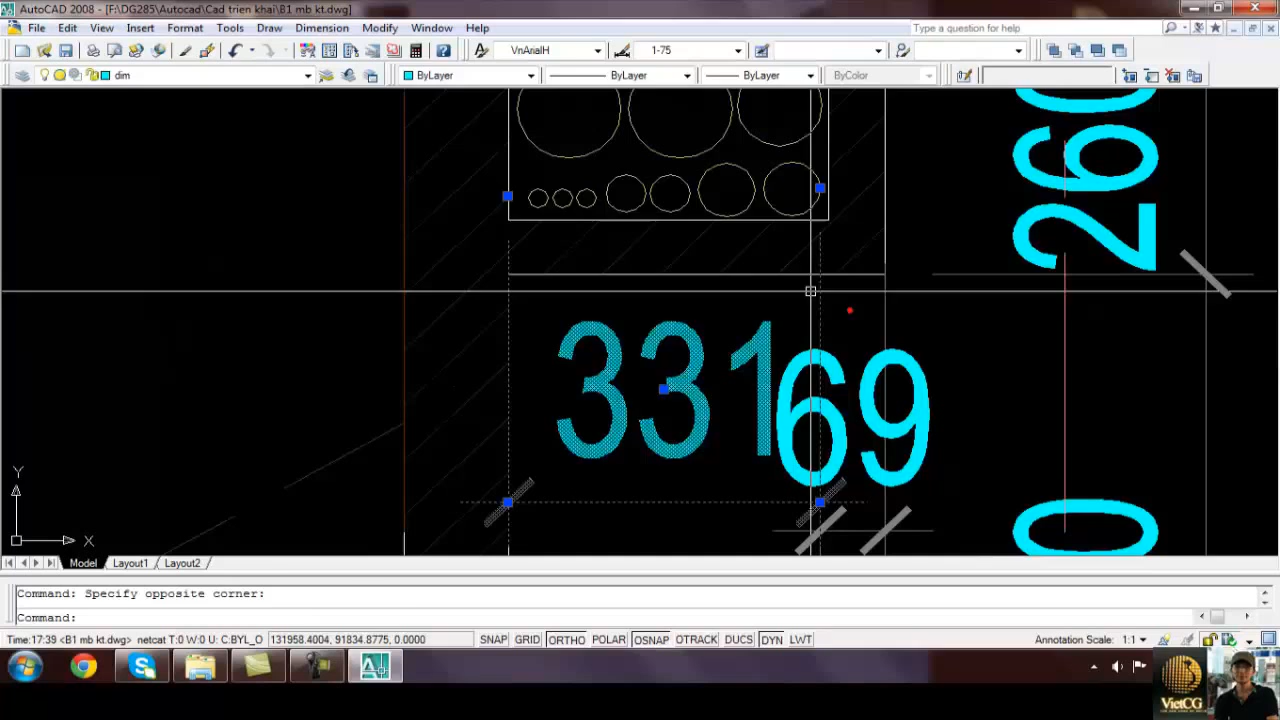 AutoCAD 2008 - [F:\DG285\Autocad\Cad trien khai\B1 mb kt.dwg]
File Edit View Insert Format Tools Draw Dimension Modify Window Help
Type a question for help
VnArialH
1-75
dim
ByLayer
ByLayer
ByLayer
ByColor
260
331
69
0
Y
X
Model Layout1 Layout2
Command: Specify opposite corner:
Command:
Time:17:39 <B1 mb kt.dwg> netcat T:0 W:0 U: C:BYL_O 131958.4004, 91834.8775, 0.0000 SNAP GRID ORTHO POLAR OSNAP OTRACK DUCS DYN LWT Annotation Scale: 1:1
VietCG